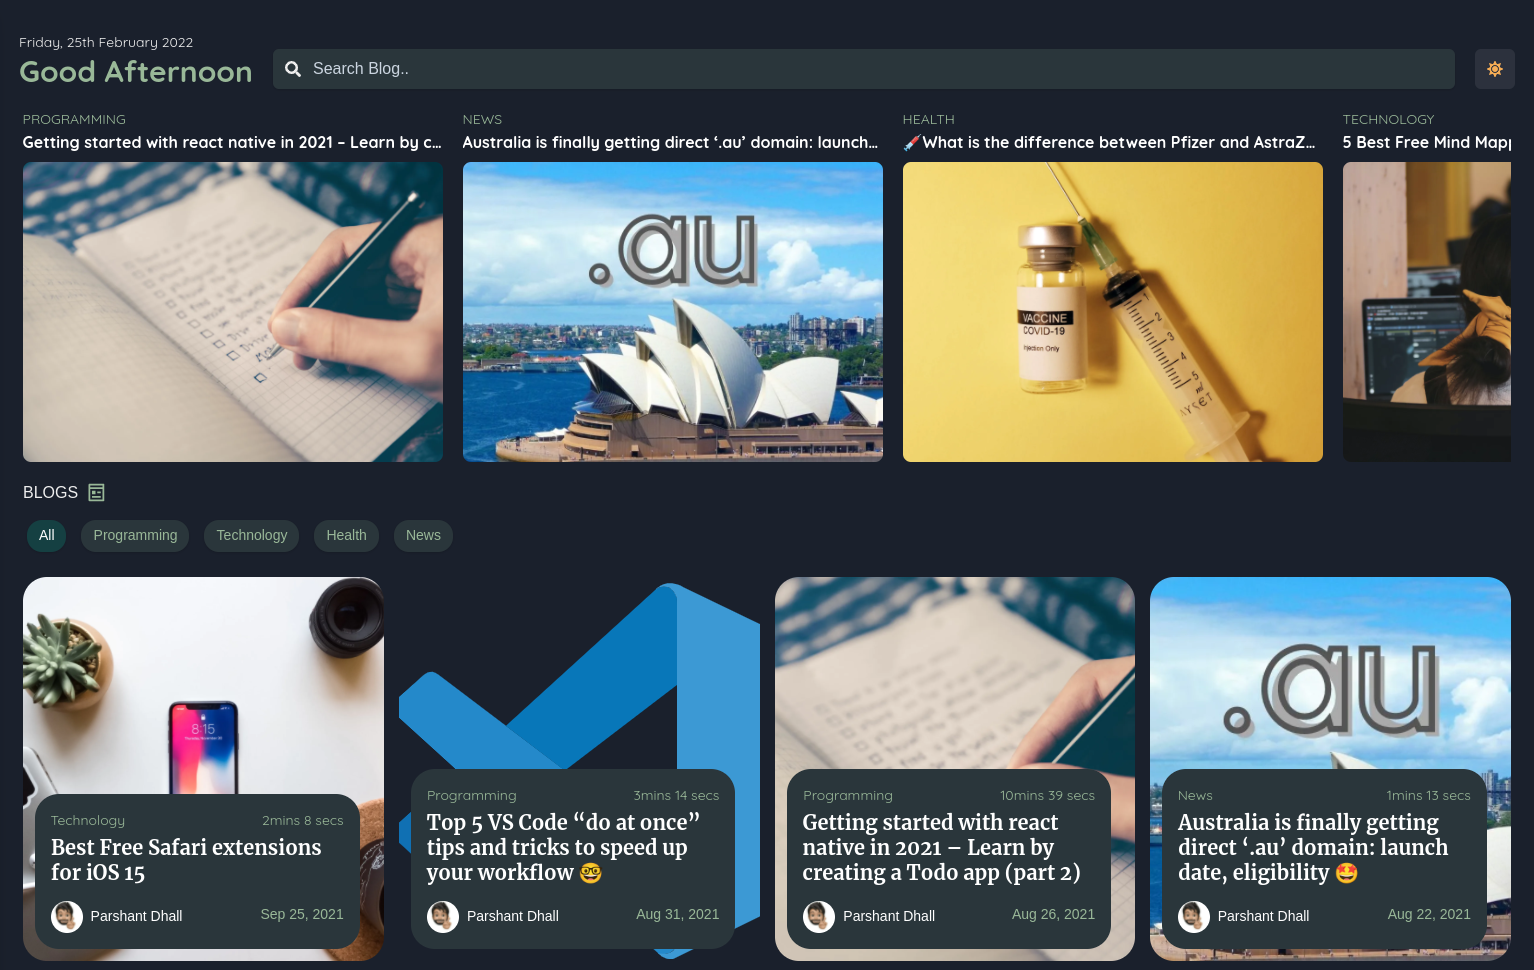 Friday, 25th February 2022
Good Afternoon
Search Blog..
PROGRAMMING
Getting started with react native in 2021 – Learn by c…
NEWS
Australia is finally getting direct ‘.au’ domain: launch…
HEALTH
💉What is the difference between Pfizer and AstraZ…
TECHNOLOGY
5 Best Free Mind Mapp
.au
VACCINE
COVID-19
Injection Only
1
2
3
4
5
ml
BLOGS
All
Programming
Technology
Health
News
8:15
Technology
2mins 8 secs
Best Free Safari extensions
for iOS 15
Parshant Dhall
Sep 25, 2021
Programming
3mins 14 secs
Top 5 VS Code “do at once”
tips and tricks to speed up
your workflow 🤓
Parshant Dhall
Aug 31, 2021
Programming
10mins 39 secs
Getting started with react
native in 2021 – Learn by
creating a Todo app (part 2)
Parshant Dhall
Aug 26, 2021
.au
News
1mins 13 secs
Australia is finally getting
direct ‘.au’ domain: launch
date, eligibility 🤩
Parshant Dhall
Aug 22, 2021